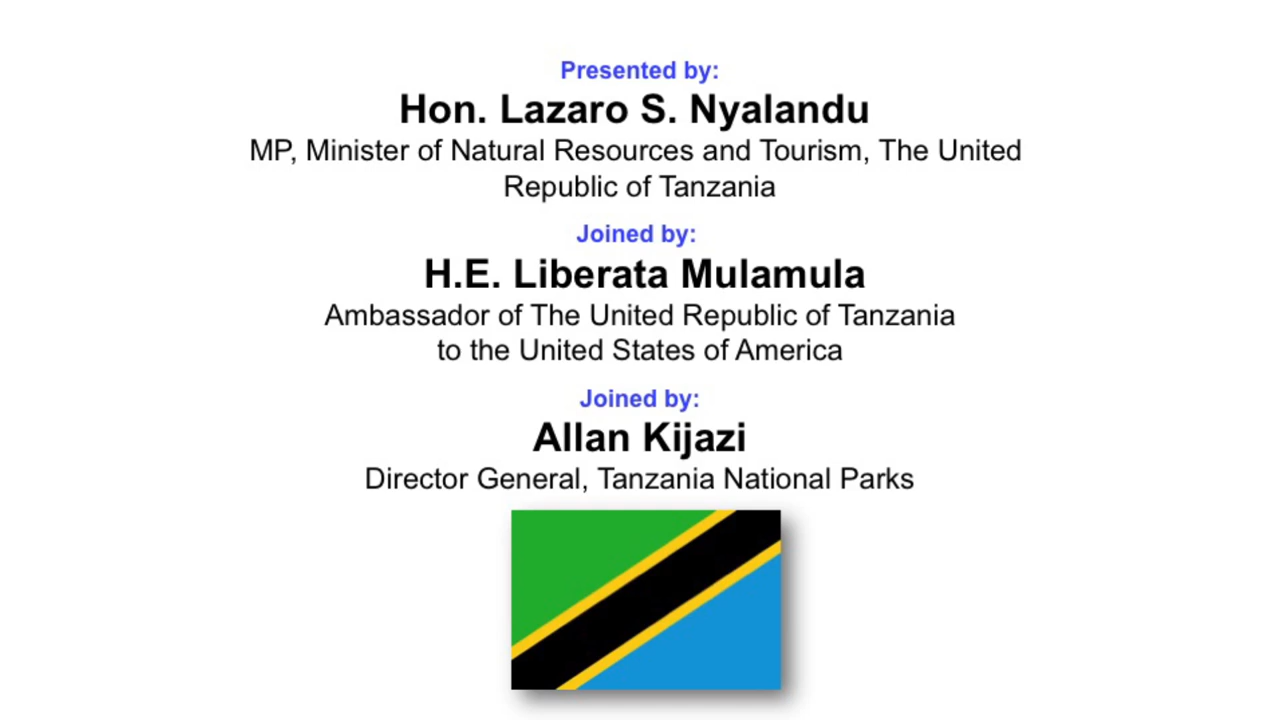 Presented by:
Hon. Lazaro S. Nyalandu
MP, Minister of Natural Resources and Tourism, The United
Republic of Tanzania
Joined by:
H.E. Liberata Mulamula
Ambassador of The United Republic of Tanzania
to the United States of America
Joined by:
Allan Kijazi
Director General, Tanzania National Parks